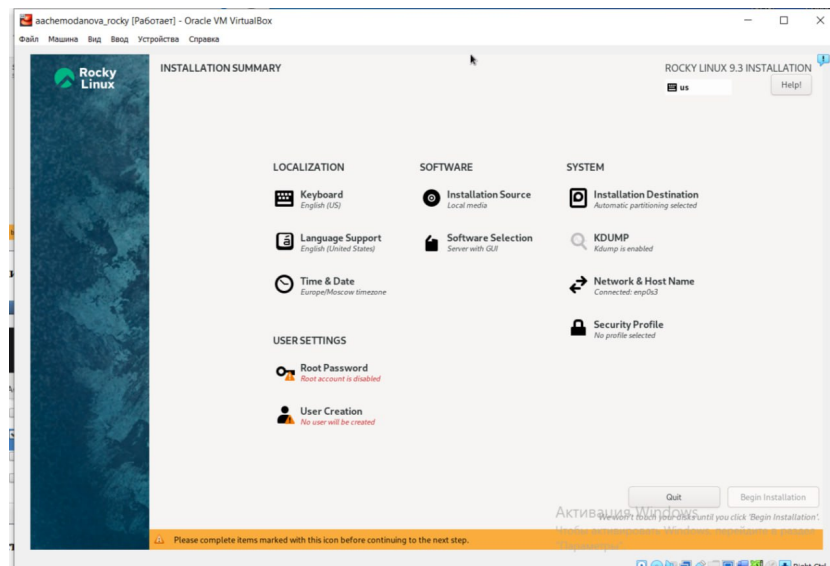 aachemodanova_rocky [Работает] - Oracle VM VirtualBox
Файл Машина Вид Ввод Устройства Справка
Rocky
Linux
INSTALLATION SUMMARY
ROCKY LINUX 9.3 INSTALLATION
us
Help!
LOCALIZATION
Keyboard
English (US)
Language Support
English (United States)
Time & Date
Europe/Moscow timezone
SOFTWARE
Installation Source
Local media
Software Selection
Server with GUI
SYSTEM
Installation Destination
Automatic partitioning selected
KDUMP
Kdump is enabled
Network & Host Name
Connected: enp0s3
Security Profile
No profile selected
USER SETTINGS
Root Password
Root account is disabled
User Creation
No user will be created
Quit
Begin Installation
Активация Windows
We won't touch your disks until you click 'Begin Installation'.
Please complete items marked with this icon before continuing to the next step.
Right Ctrl